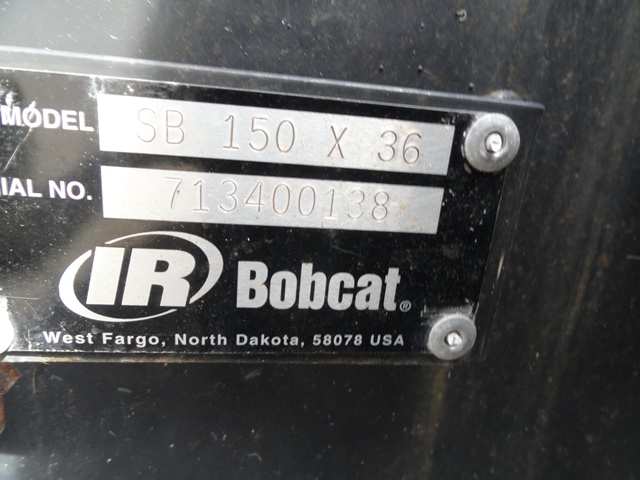 MODEL SB 150 X 36
IAL NO. 713400138
IR Bobcat®
West Fargo, North Dakota, 58078 USA